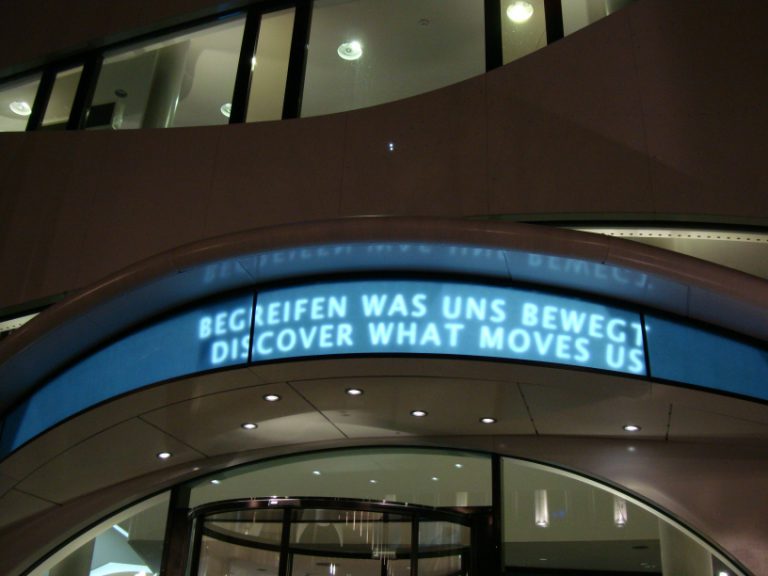 BEGREIFEN WAS UNS BEWEGT
DISCOVER WHAT MOVES US